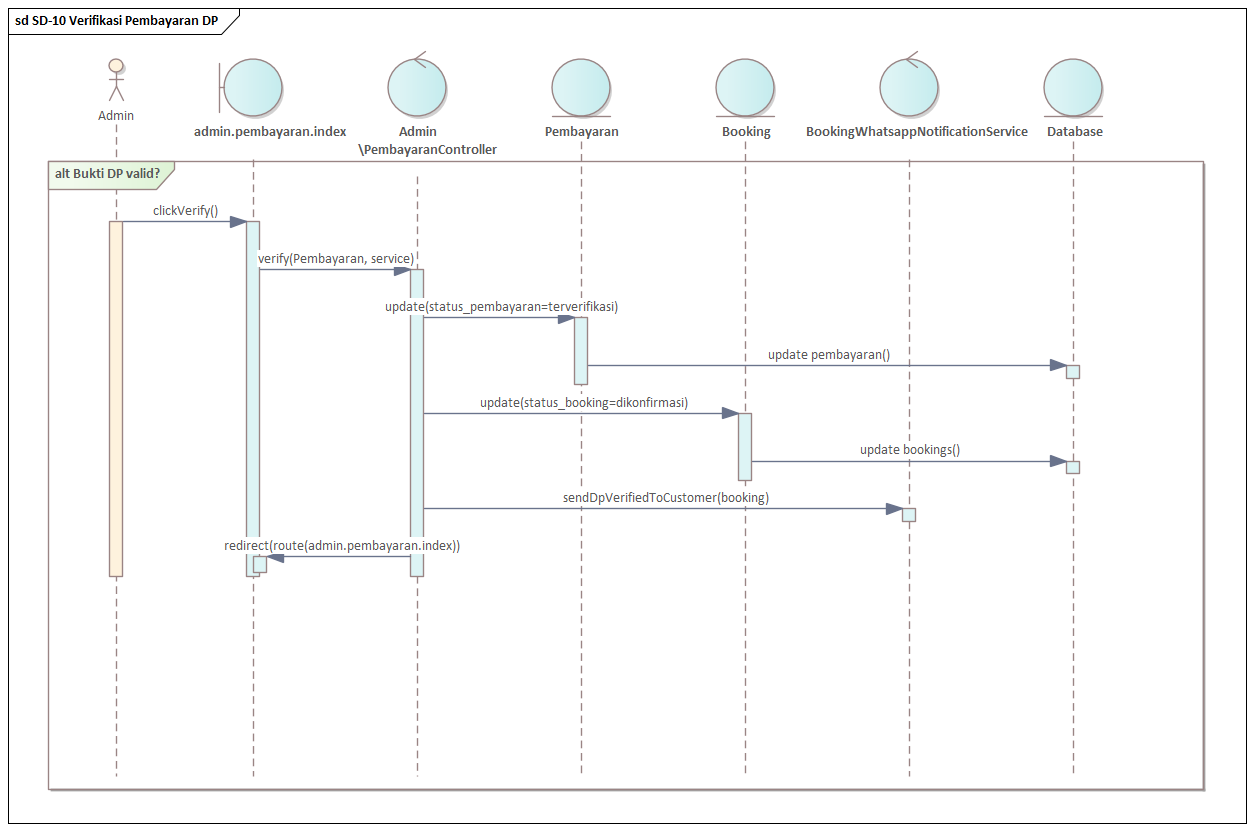 sd SD-10 Verifikasi Pembayaran DP
Admin
admin.pembayaran.index
Admin
\PembayaranController
Pembayaran
Booking
BookingWhatsappNotificationService
Database
alt Bukti DP valid?
clickVerify()
verify(Pembayaran, service)
update(status_pembayaran=terverifikasi)
update pembayaran()
update(status_booking=dikonfirmasi)
update bookings()
sendDpVerifiedToCustomer(booking)
redirect(route(admin.pembayaran.index))